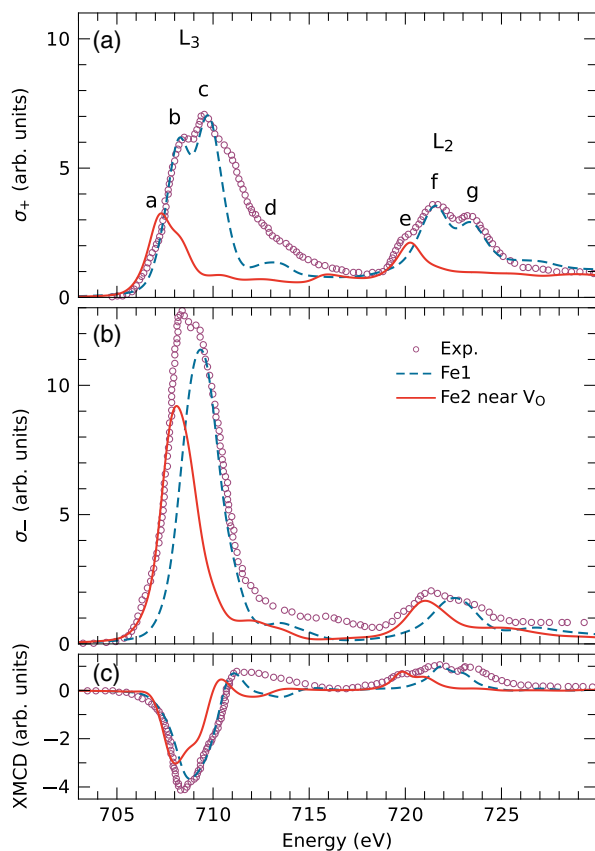 (a)
L₃
a
b
c
d
L₂
e
f
g
σ₊ (arb. units)
10
5
0
(b)
Exp.
Fe1
Fe2 near V_O
σ₋ (arb. units)
10
5
0
(c)
XMCD (arb. units)
0
−2
−4
705 710 715 720 725
Energy (eV)